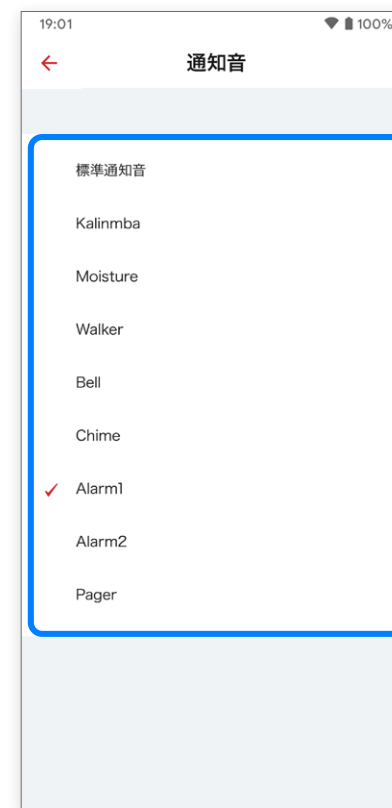 19:01 100%
通知音
標準通知音
Kalinmba
Moisture
Walker
Bell
Chime
Alarm1
Alarm2
Pager